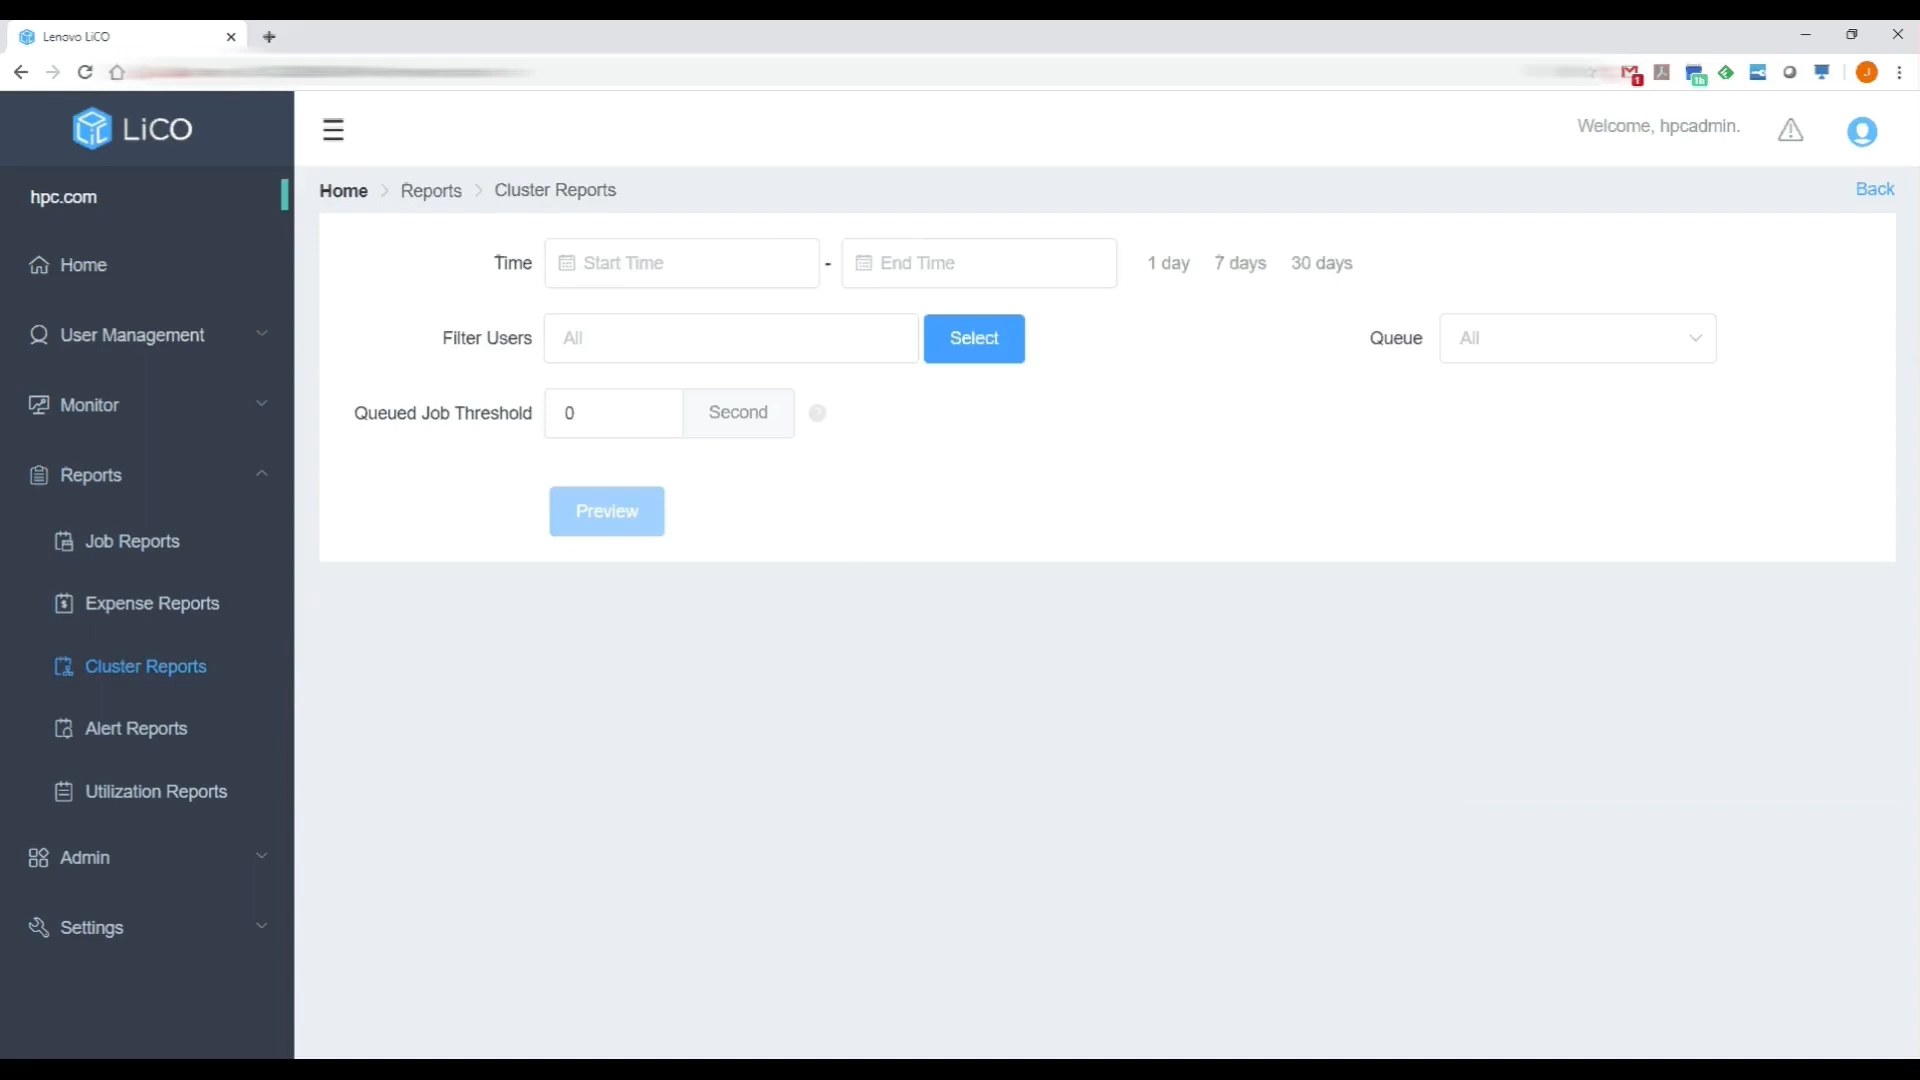 Lenovo LiCO
1
1h
J
LiCO
Welcome, hpcadmin.
hpc.com
Home
User Management
Monitor
Reports
Job Reports
Expense Reports
Cluster Reports
Alert Reports
Utilization Reports
Admin
Settings
Home > Reports > Cluster Reports
Back
Time Start Time - End Time 1 day 7 days 30 days
Filter Users All Select Queue All
Queued Job Threshold 0 Second ?
Preview